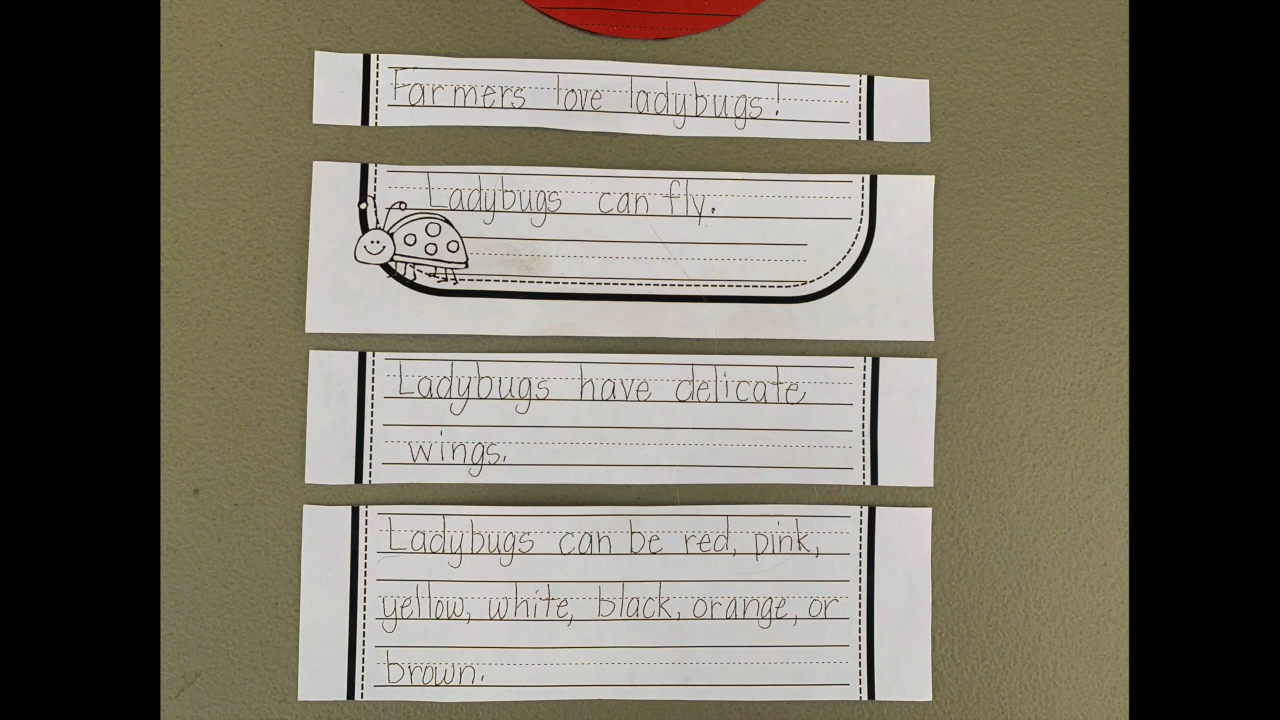 Farmers love ladybugs!
Ladybugs can fly.
Ladybugs have delicate
wings.
Ladybugs can be red, pink,
yellow, white, black, orange, or
brown.